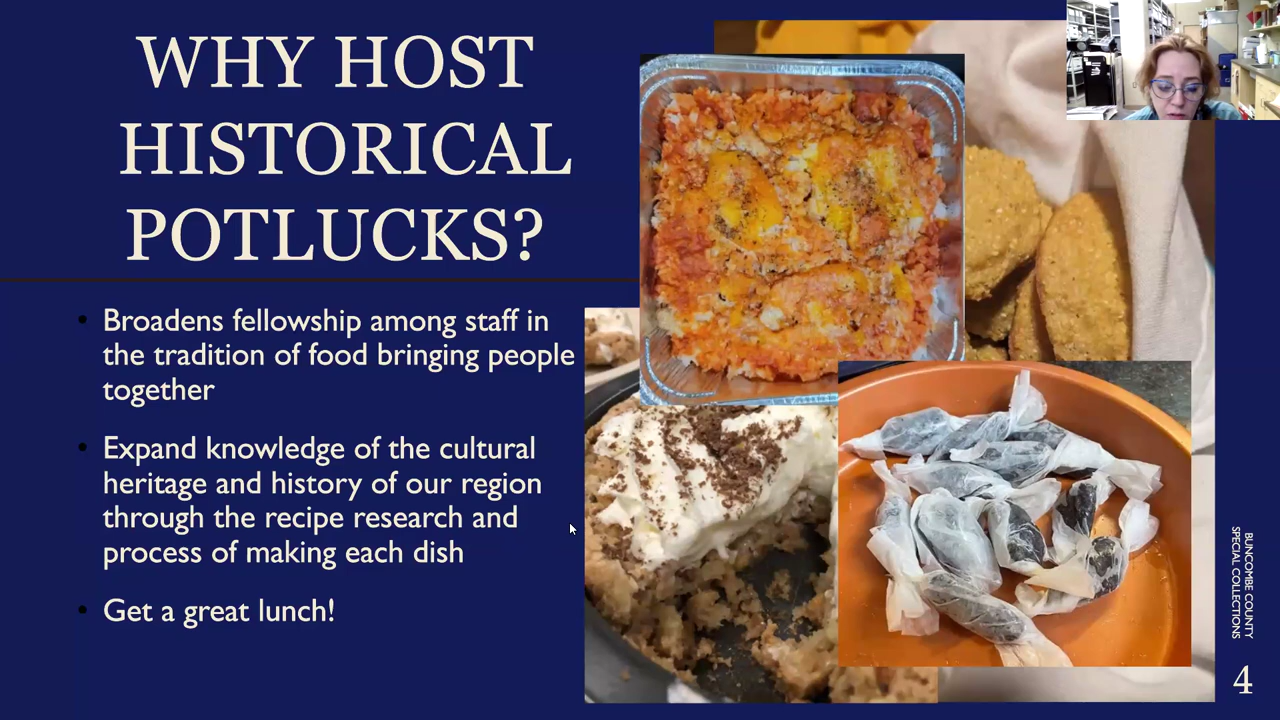 WHY HOST
HISTORICAL
POTLUCKS?
Broadens fellowship among staff in
the tradition of food bringing people
together
Expand knowledge of the cultural
heritage and history of our region
through the recipe research and
process of making each dish
Get a great lunch!
BUNCOMBE COUNTY
SPECIAL COLLECTIONS
4